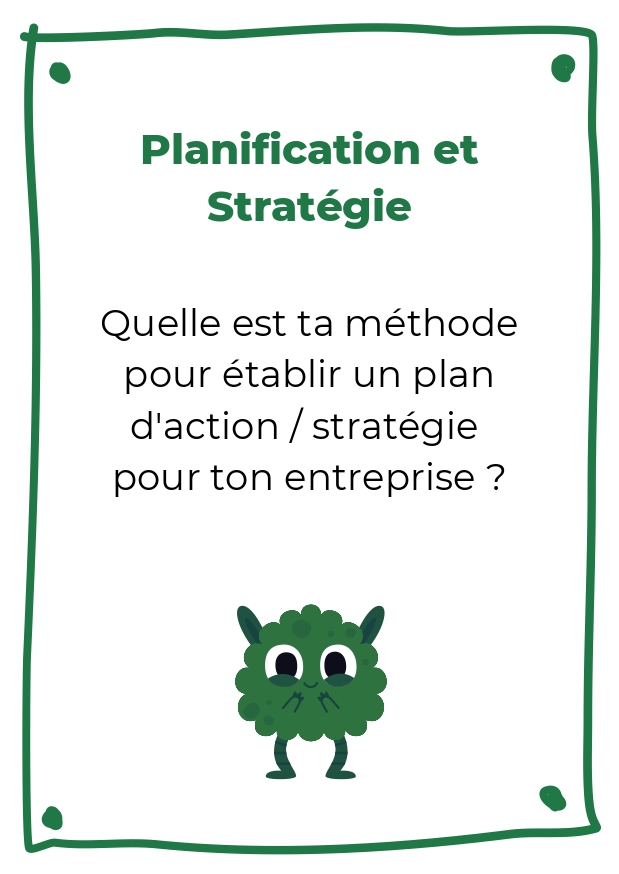 Planification et
Stratégie
Quelle est ta méthode
pour établir un plan
d'action / stratégie
pour ton entreprise ?